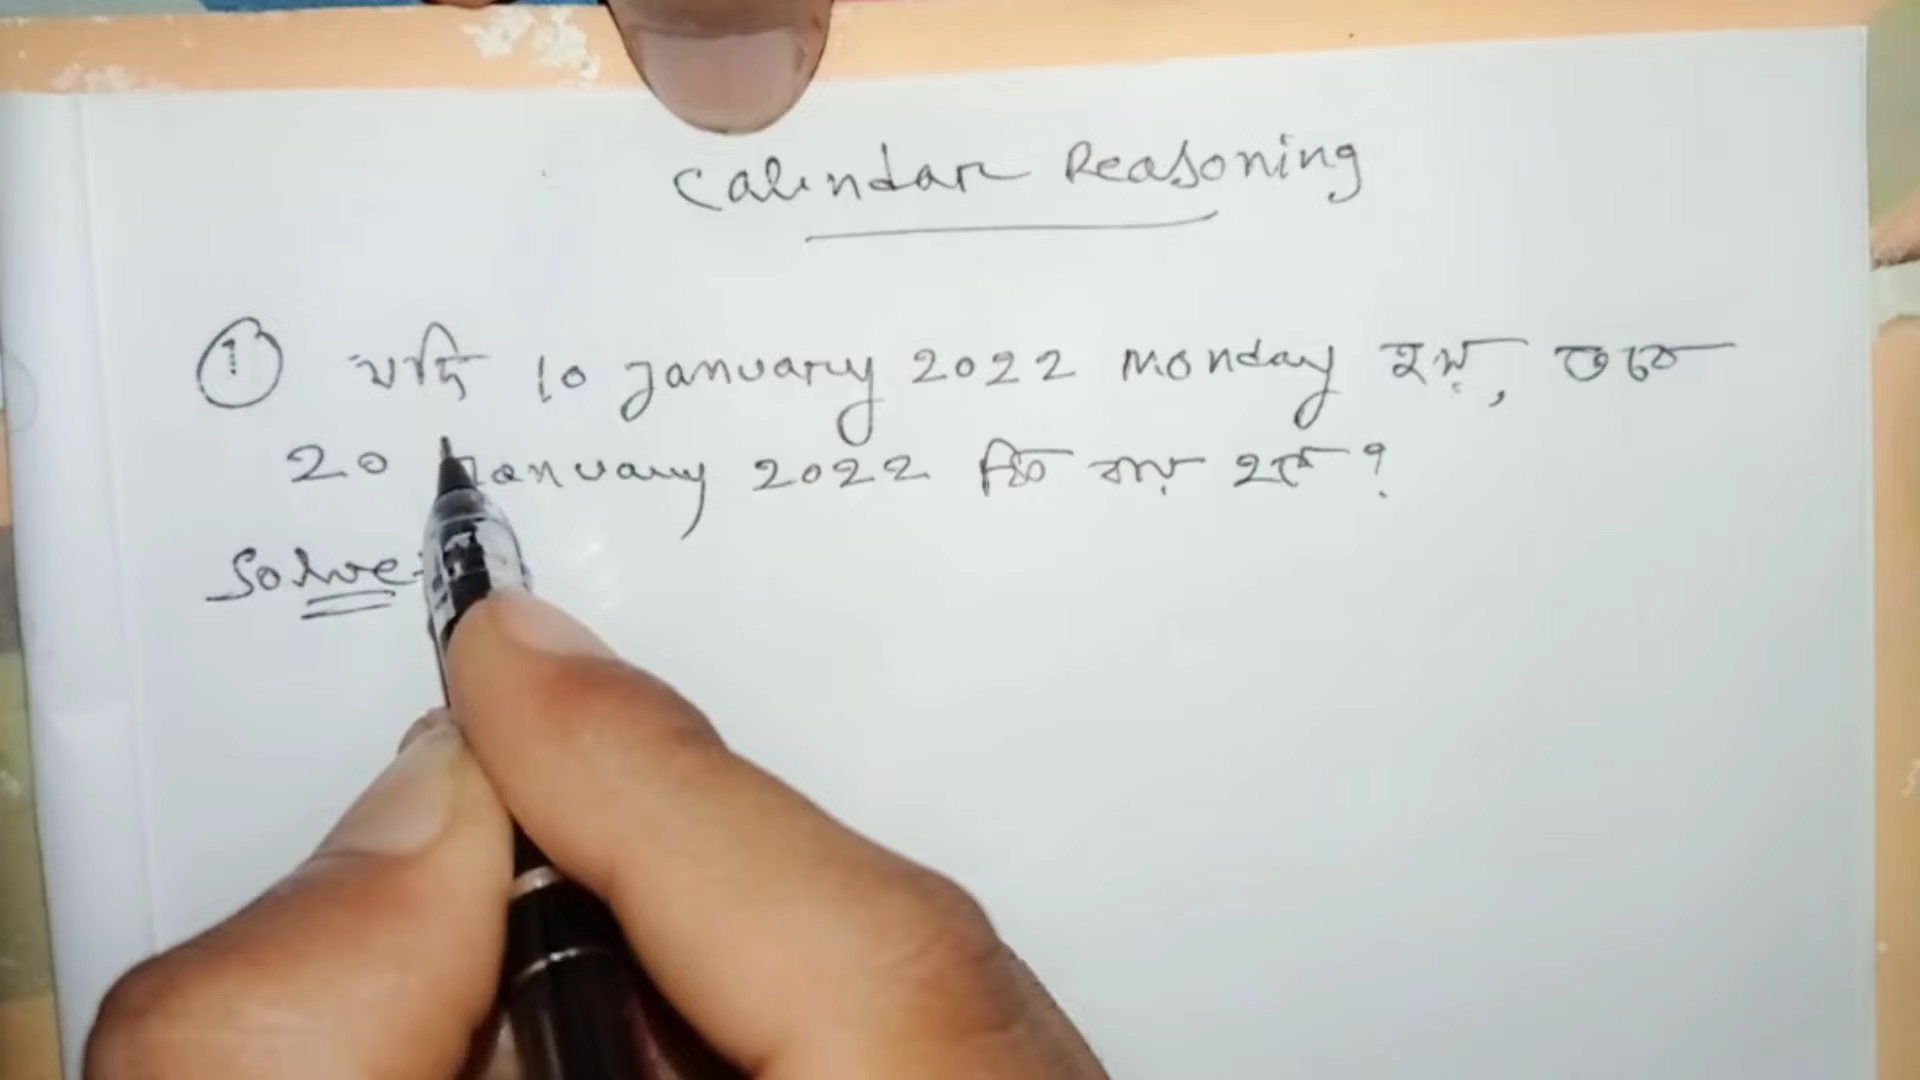 Calendar Reasoning
① যদি 10 January 2022 Monday হয়, তবে
20 January 2022 কি বার হবে?
Solve: